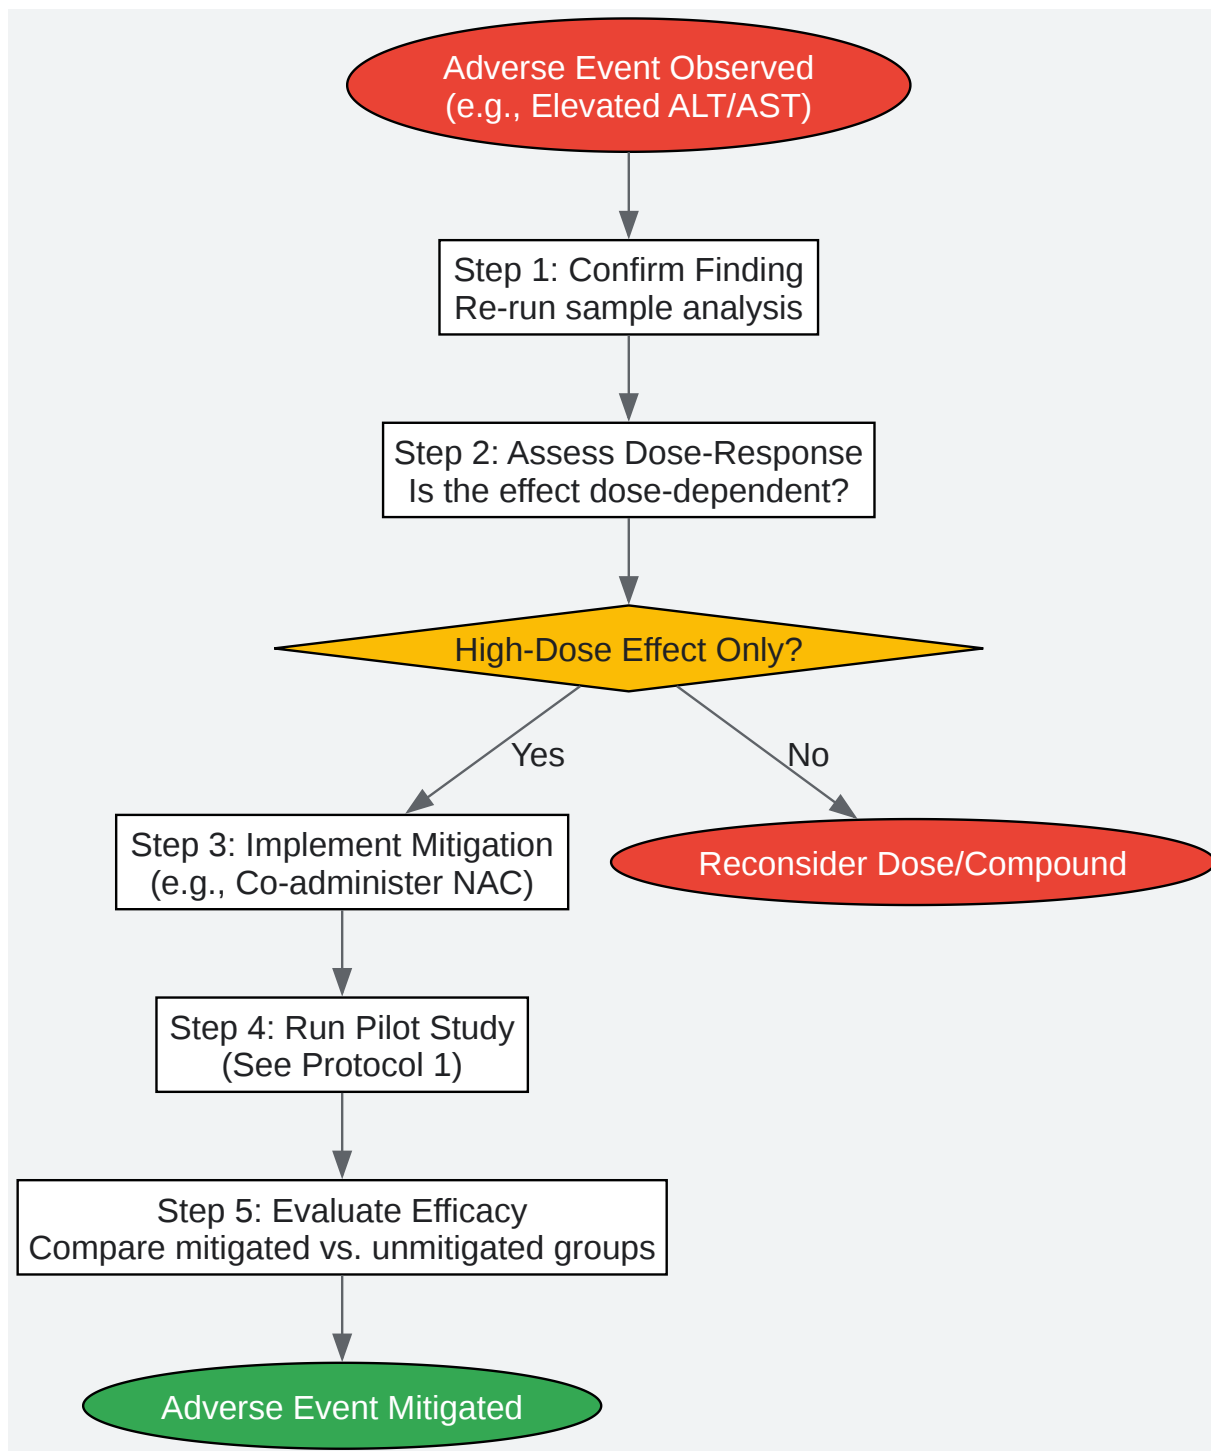 Adverse Event Observed
(e.g., Elevated ALT/AST)
Step 1: Confirm Finding
Re-run sample analysis
Step 2: Assess Dose-Response
Is the effect dose-dependent?
High-Dose Effect Only?
Yes
No
Step 3: Implement Mitigation
(e.g., Co-administer NAC)
Reconsider Dose/Compound
Step 4: Run Pilot Study
(See Protocol 1)
Step 5: Evaluate Efficacy
Compare mitigated vs. unmitigated groups
Adverse Event Mitigated